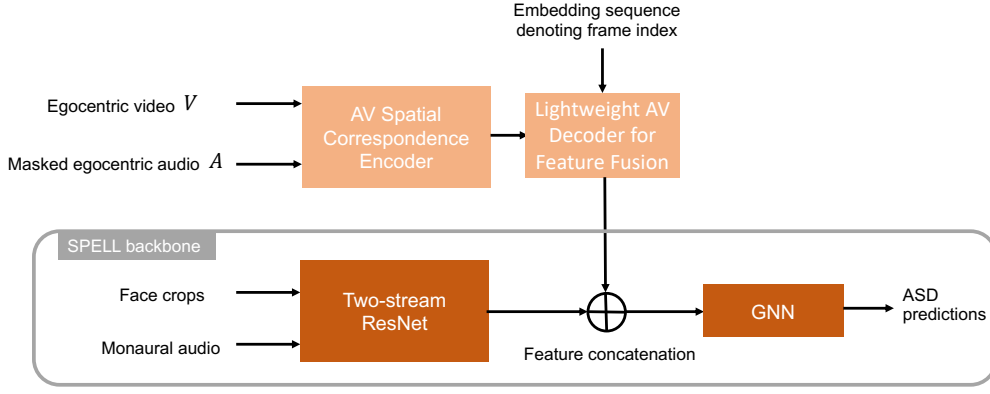 Embedding sequence
denoting frame index
Egocentric video V
Masked egocentric audio A
AV Spatial
Correspondence
Encoder
Lightweight AV
Decoder for
Feature Fusion
SPELL backbone
Face crops
Monaural audio
Two-stream
ResNet
Feature concatenation
GNN
ASD
predictions